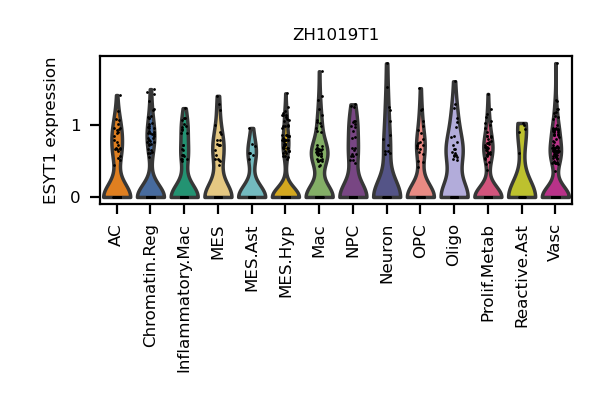 ZH1019T1
ESYT1 expression
1
0
AC
Chromatin.Reg
Inflammatory.Mac
MES
MES.Ast
MES.Hyp
Mac
NPC
Neuron
OPC
Oligo
Prolif.Metab
Reactive.Ast
Vasc